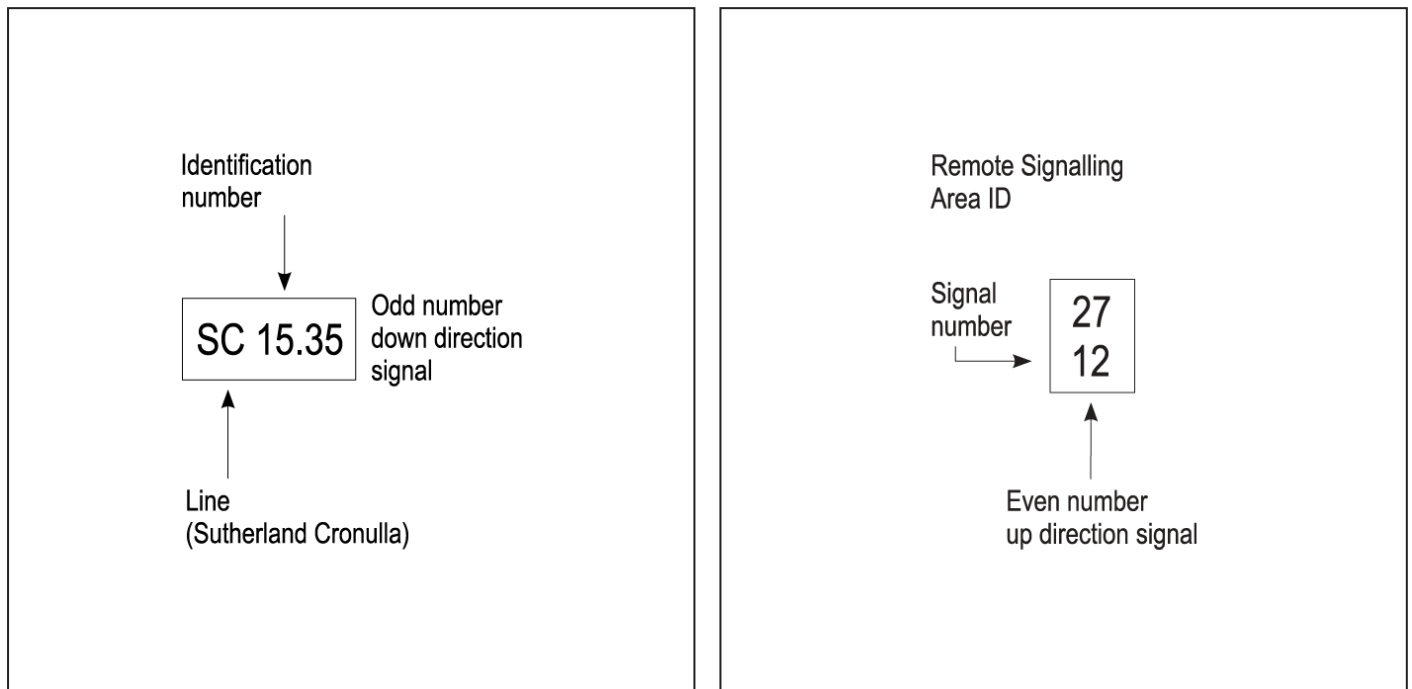 Identification
number
SC 15.35
Odd number
down direction
signal
Line
(Sutherland Cronulla)
Remote Signalling
Area ID
Signal
number
27
12
Even number
up direction signal